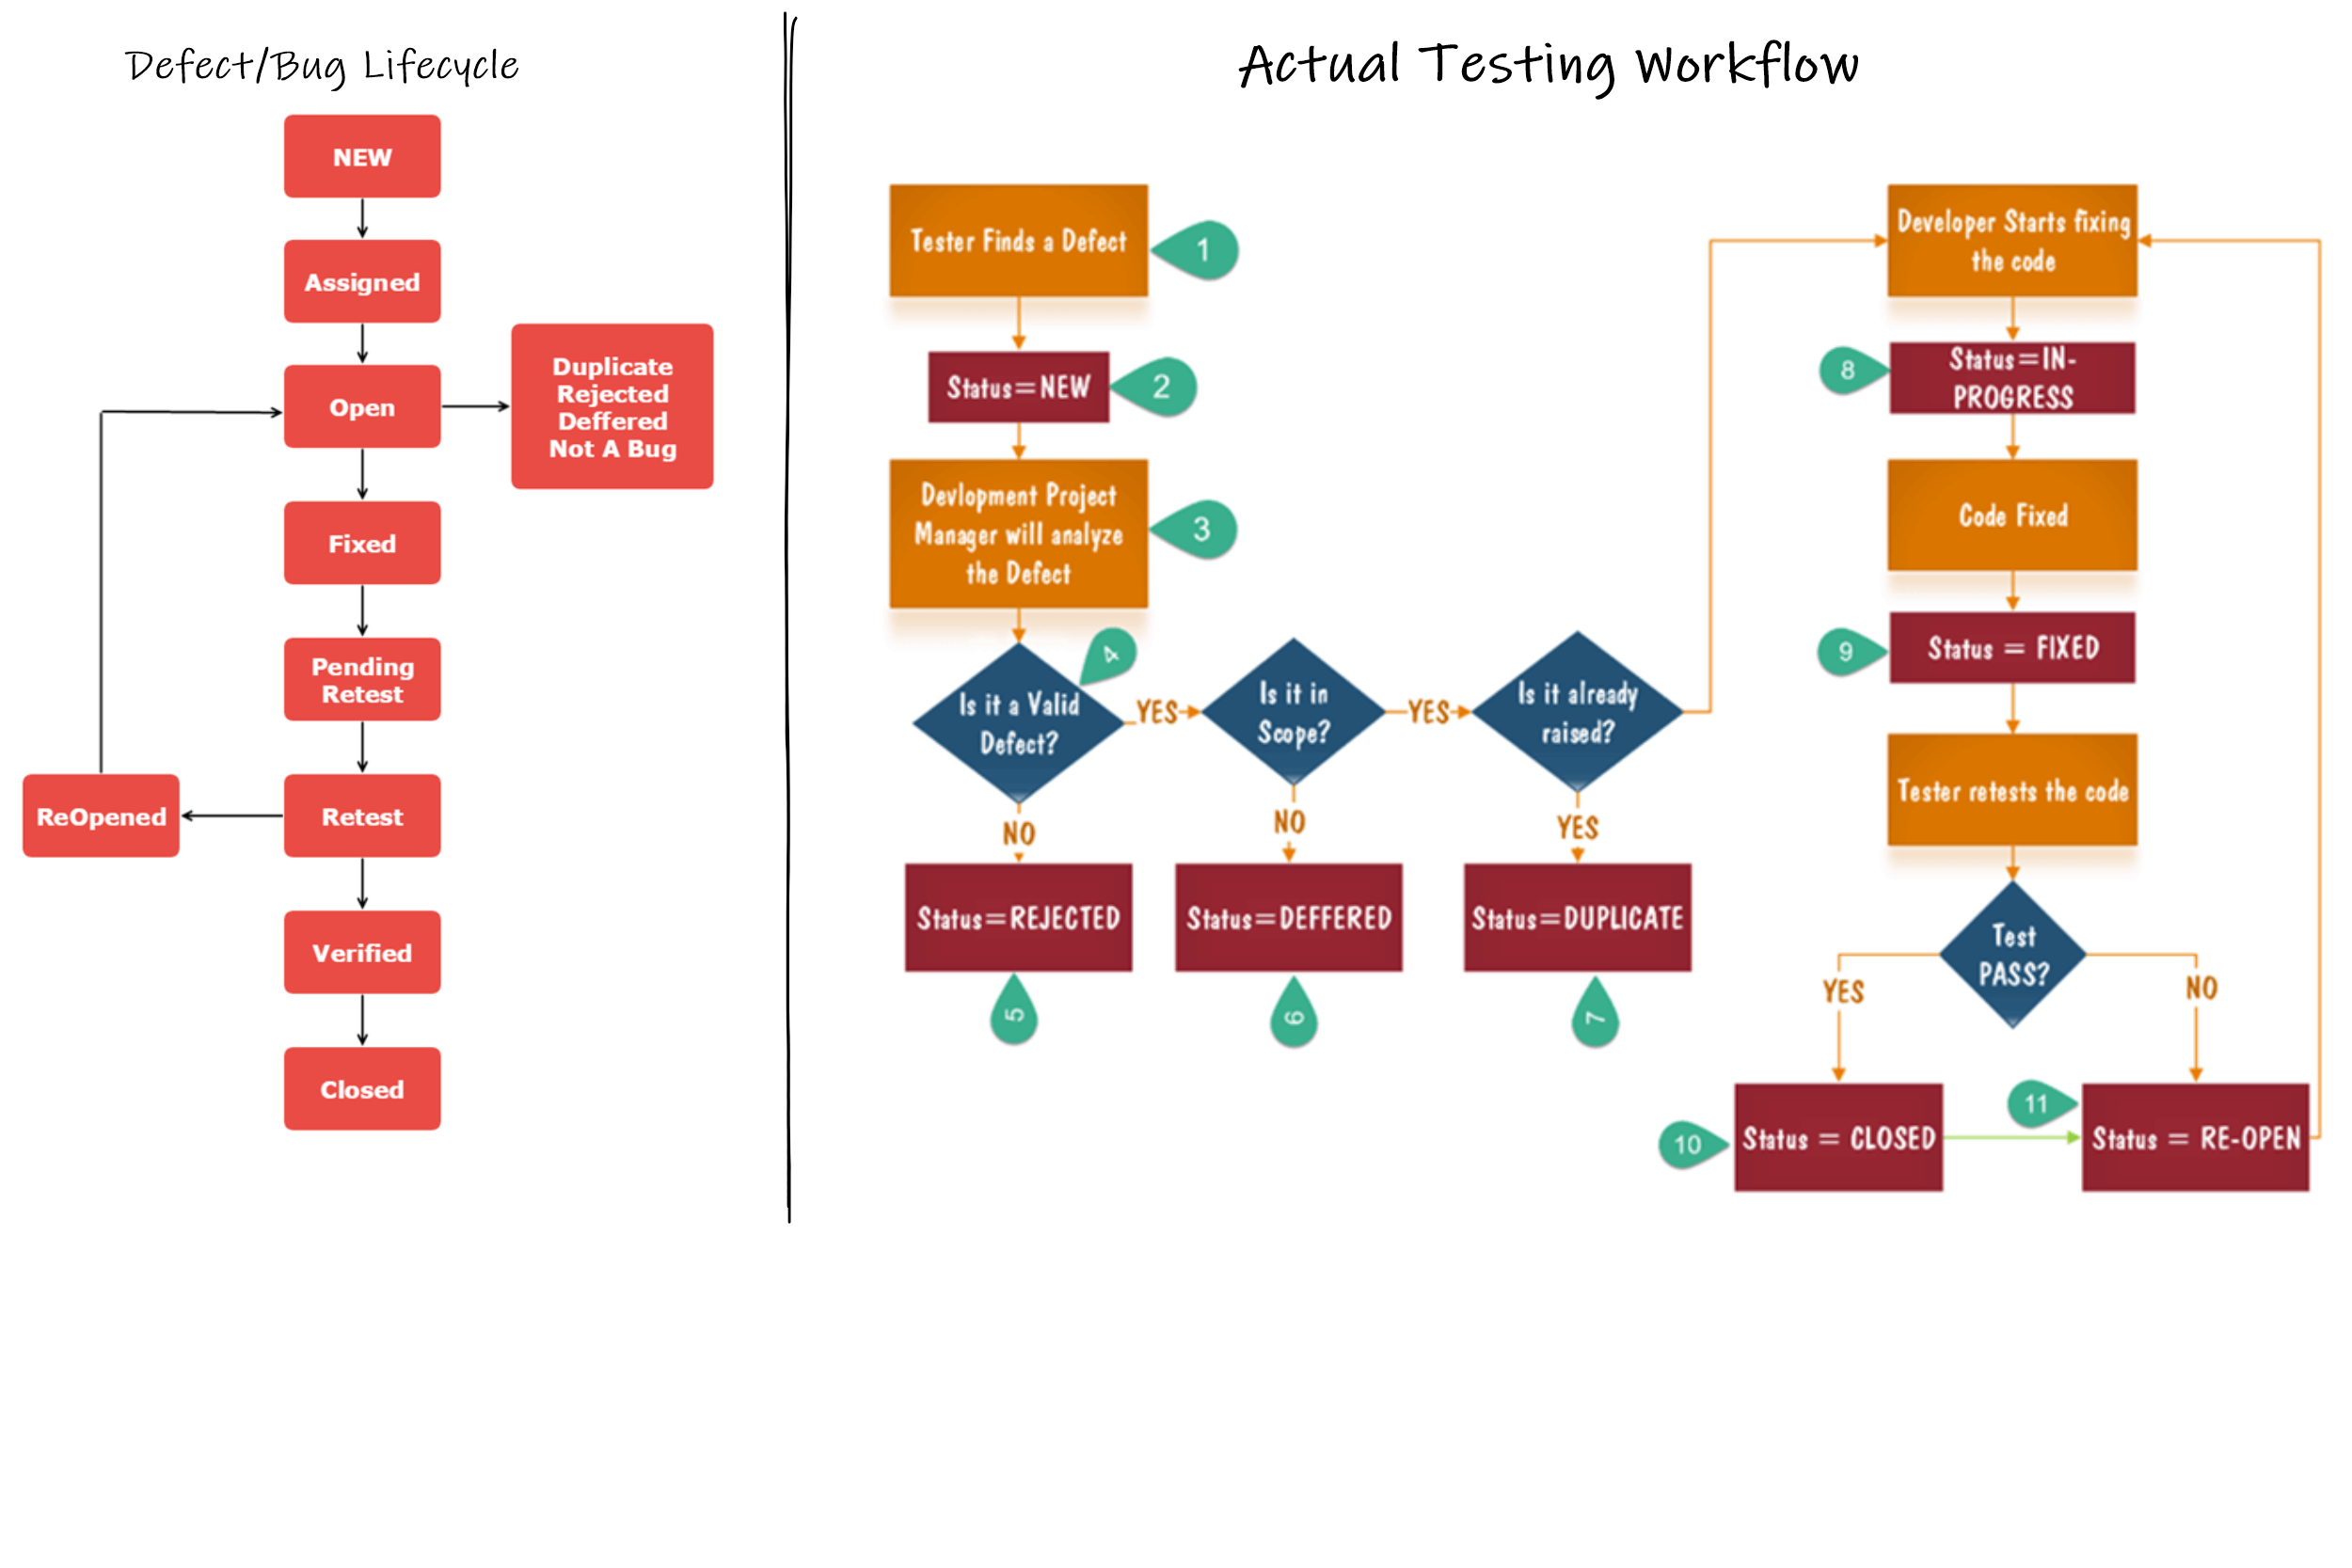 Defect/Bug Lifecycle
NEW
Assigned
Open
Duplicate
Rejected
Deffered
Not A Bug
Fixed
Pending
Retest
ReOpened
Retest
Verified
Closed
Actual Testing Workflow
Tester Finds a Defect
1
Status=NEW
2
Devlopment Project
Manager will analyze
the Defect
3
4
Is it a Valid
Defect?
YES
Is it in
Scope?
YES
Is it already
raised?
NO
NO
YES
Status=REJECTED
Status=DEFFERED
Status=DUPLICATE
5
6
7
Developer Starts fixing
the code
8
Status=IN-
PROGRESS
Code Fixed
9
Status = FIXED
Tester retests the code
Test
PASS?
YES
NO
10
Status = CLOSED
11
Status = RE-OPEN